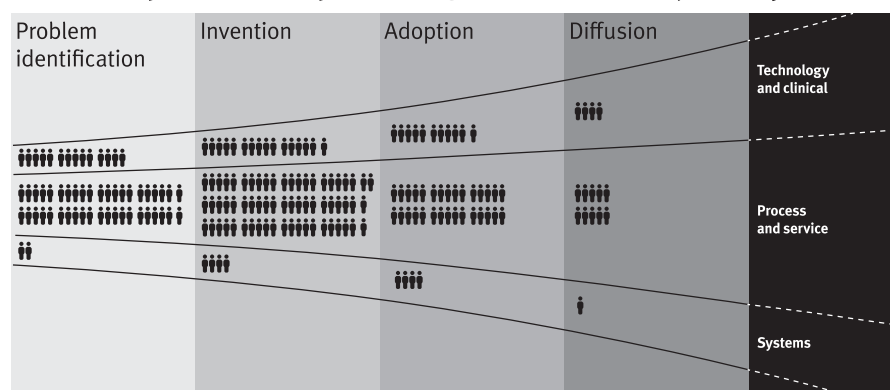 Problem
identification
Invention
Adoption
Diffusion
Technology
and clinical
Process
and service
Systems